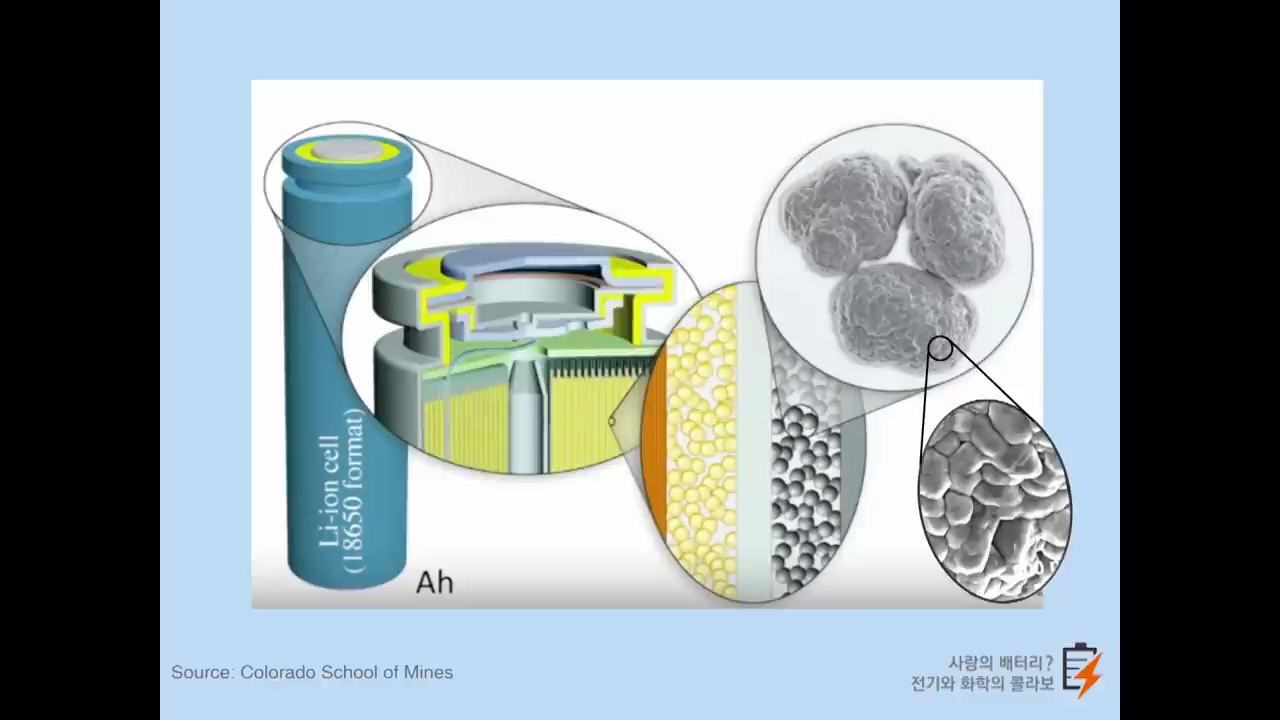 Li-ion cell
(18650 format)
Ah
Source: Colorado School of Mines
사랑의 배터리?
전기와 화학의 콜라보